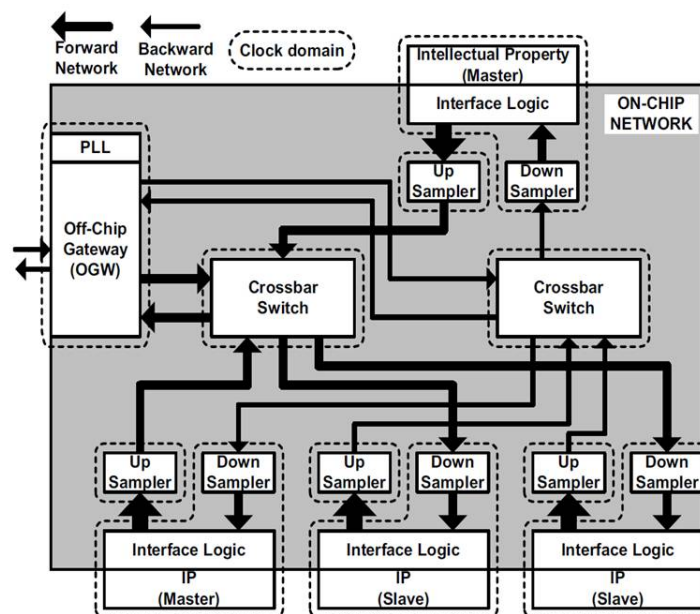 Forward
Network
Backward
Network
Clock domain
Intellectual Property
(Master)
Interface Logic
ON-CHIP
NETWORK
PLL
Off-Chip
Gateway
(OGW)
Up
Sampler
Down
Sampler
Crossbar
Switch
Crossbar
Switch
Up
Sampler
Down
Sampler
Up
Sampler
Down
Sampler
Up
Sampler
Down
Sampler
Interface Logic
IP
(Master)
Interface Logic
IP
(Slave)
Interface Logic
IP
(Slave)